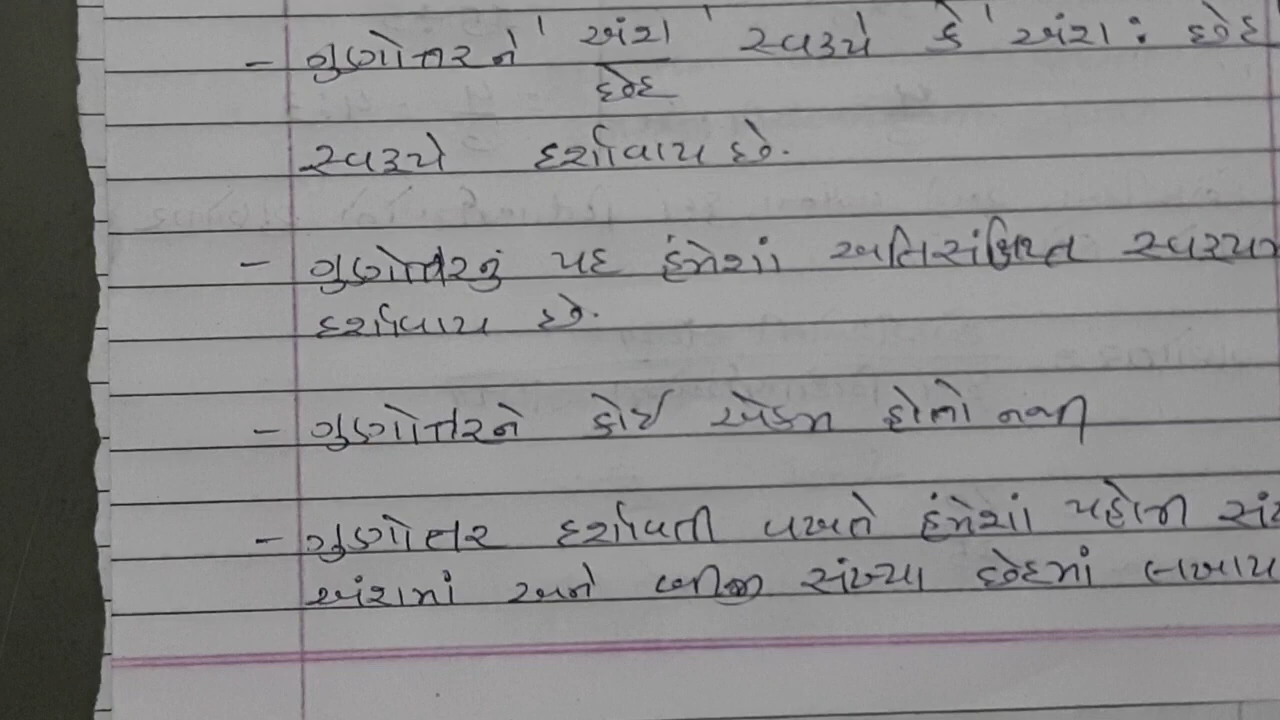 - ગુણોત્તરને 'અંશ/છેદ' સ્વરૂપે કે 'અંશ : છેદ
સ્વરૂપે દર્શાવાય છે.
- ગુણોત્તરનું પદ હંમેશાં અતિસંક્ષિપ્ત
દર્શાવાય છે.
- ગુણોત્તરને કોઈ એકમ હોતો નથી
- ગુણોત્તર દર્શાવતી વખતે હંમેશાં પહેલી
અંશમાં અને બીજી સંખ્યા છેદમાં લખાય